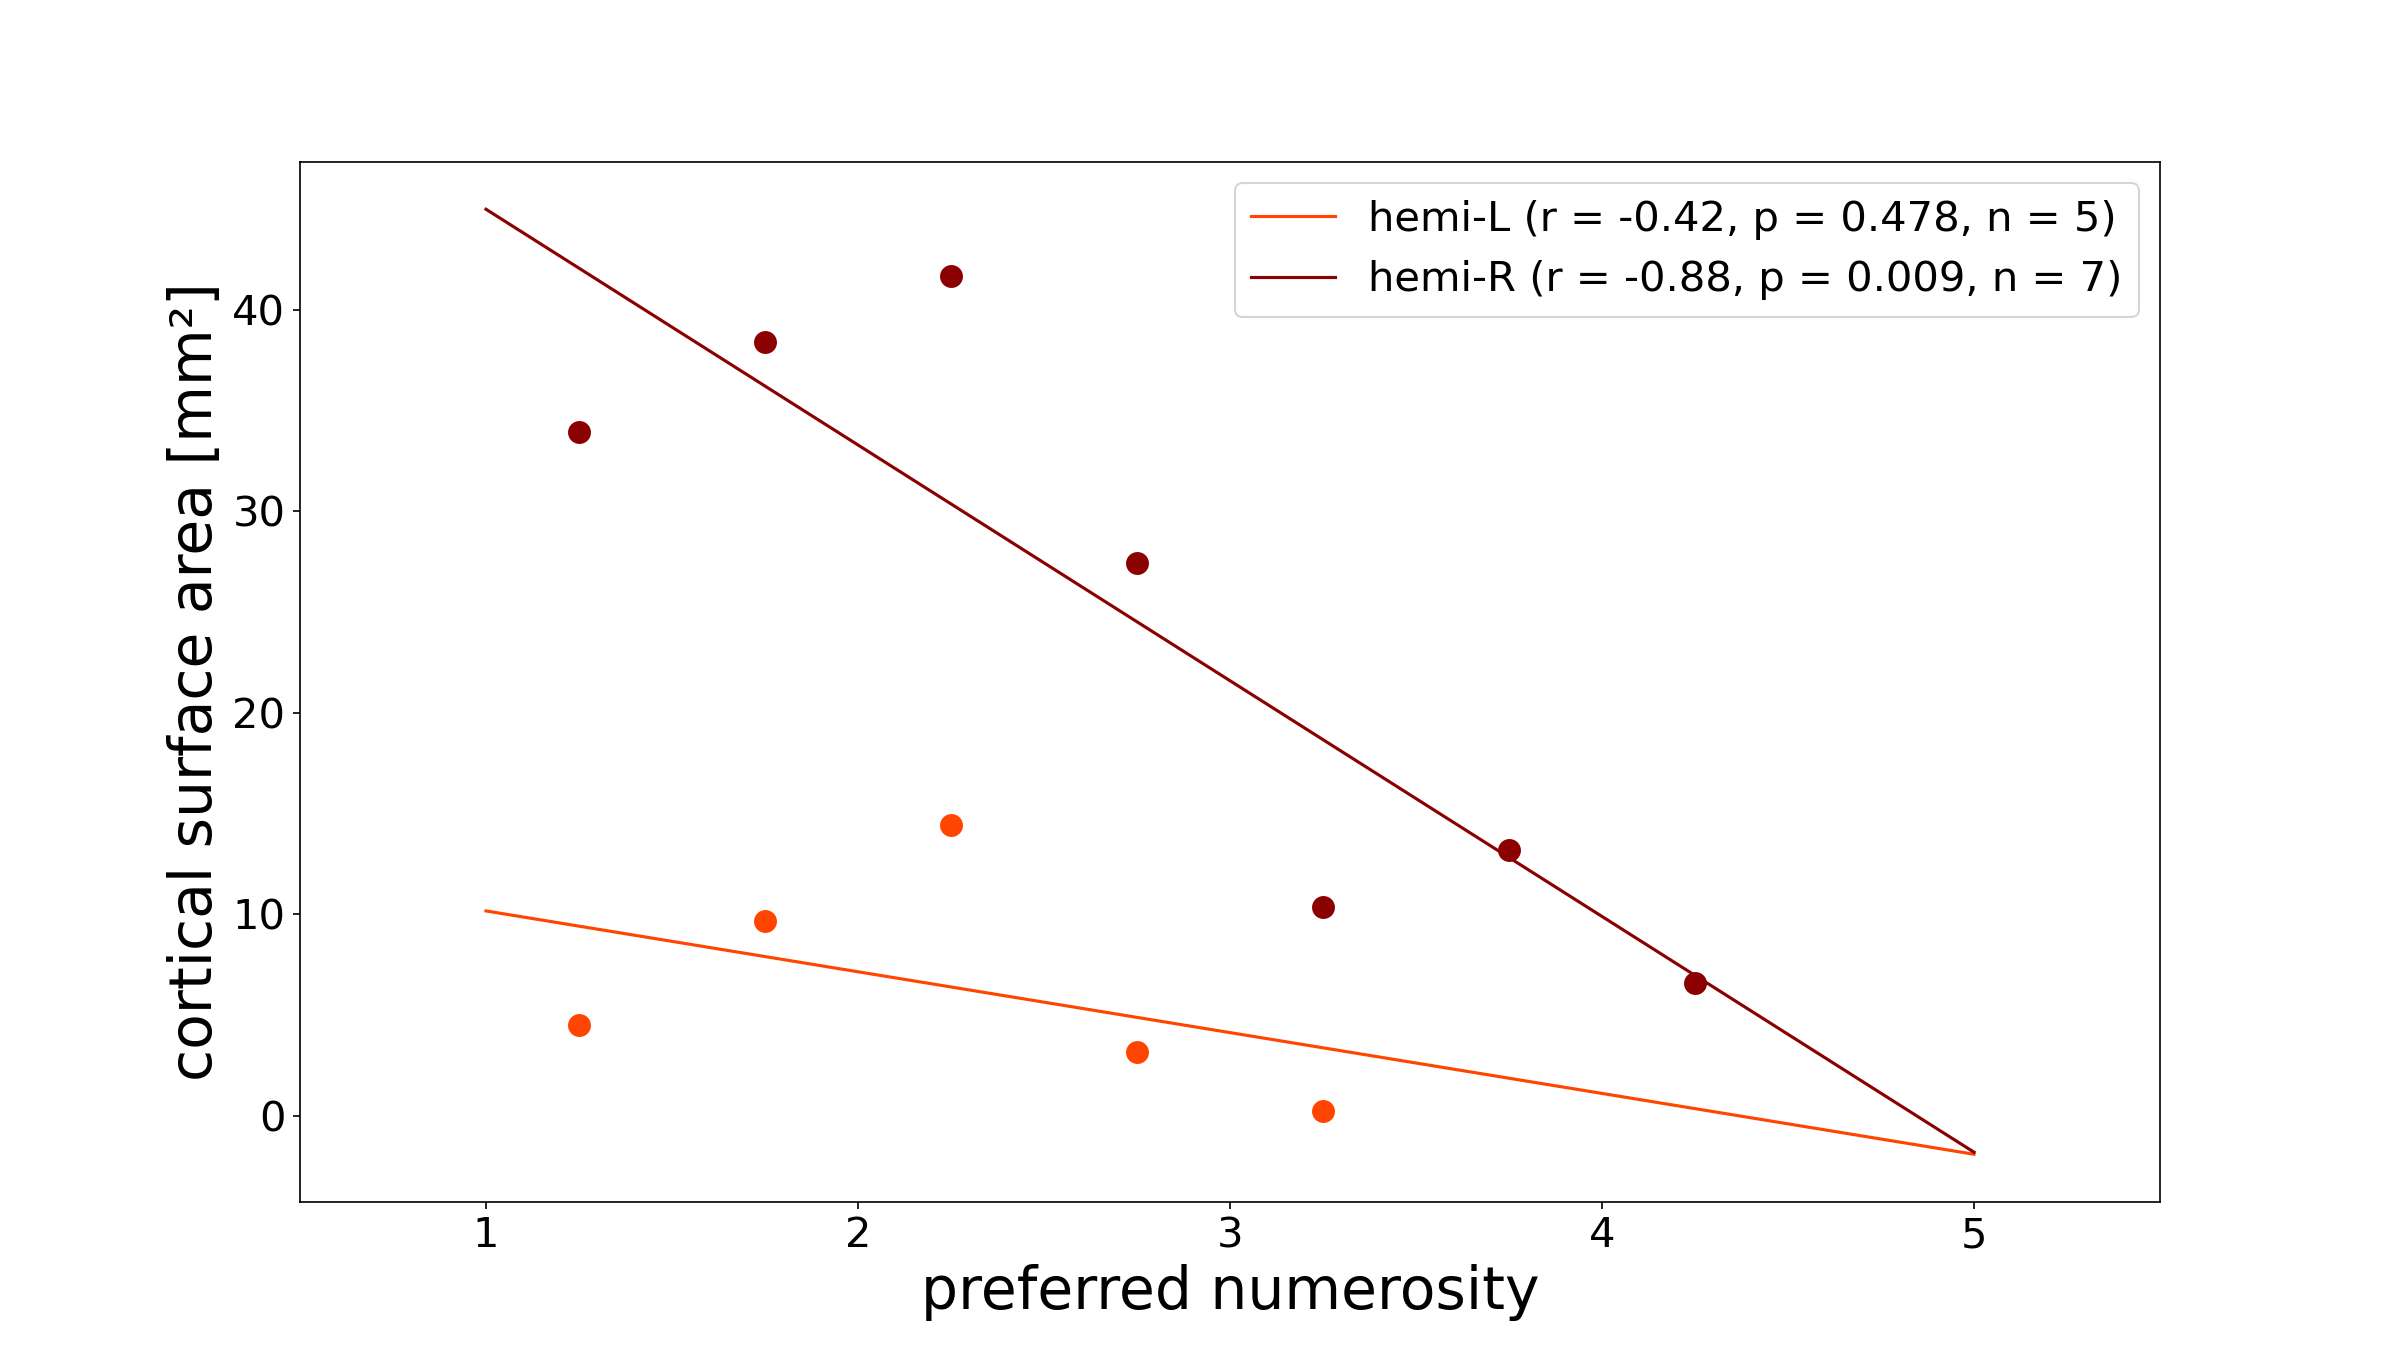 hemi-L (r = -0.42, p = 0.478, n = 5)
hemi-R (r = -0.88, p = 0.009, n = 7)
cortical surface area [mm²]
40
30
20
10
0
1 2 3 4 5
preferred numerosity